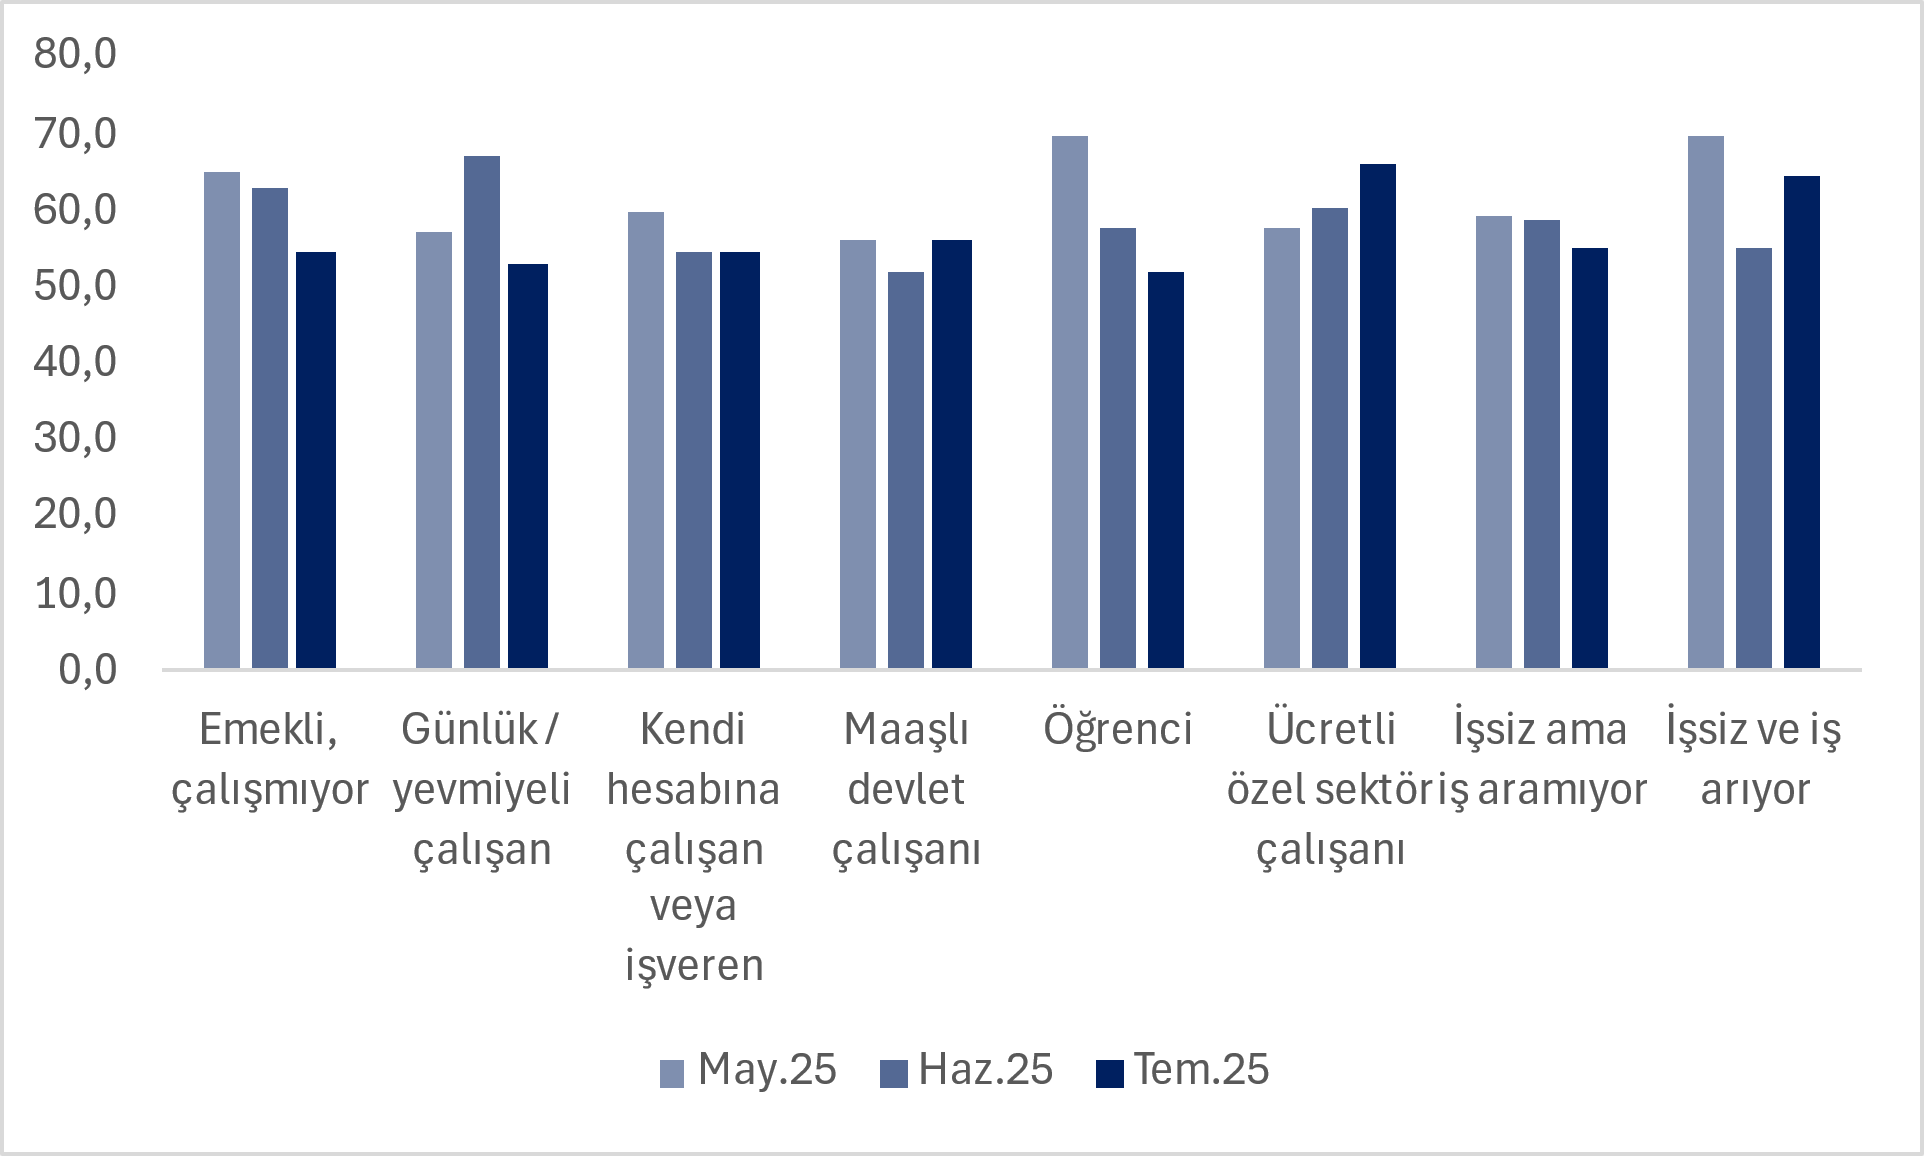 80,0
70,0
60,0
50,0
40,0
30,0
20,0
10,0
0,0
Emekli,
çalışmıyor
Günlük /
yevmiyeli
çalışan
Kendi
hesabına
çalışan
veya
işveren
Maaşlı
devlet
çalışanı
Öğrenci
Ücretli
özel sektör
çalışanı
İşsiz ama
iş aramıyor
İşsiz ve iş
arıyor
May.25
Haz.25
Tem.25